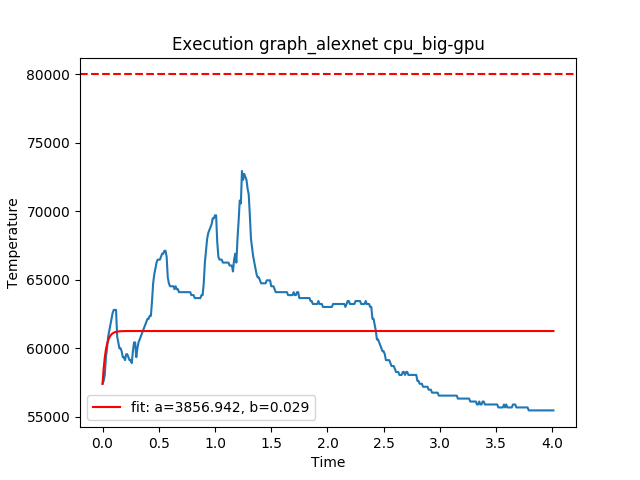 Execution graph_alexnet cpu_big-gpu
80000
75000
70000
65000
60000
55000
Temperature
fit: a=3856.942, b=0.029
0.0 0.5 1.0 1.5 2.0 2.5 3.0 3.5 4.0
Time